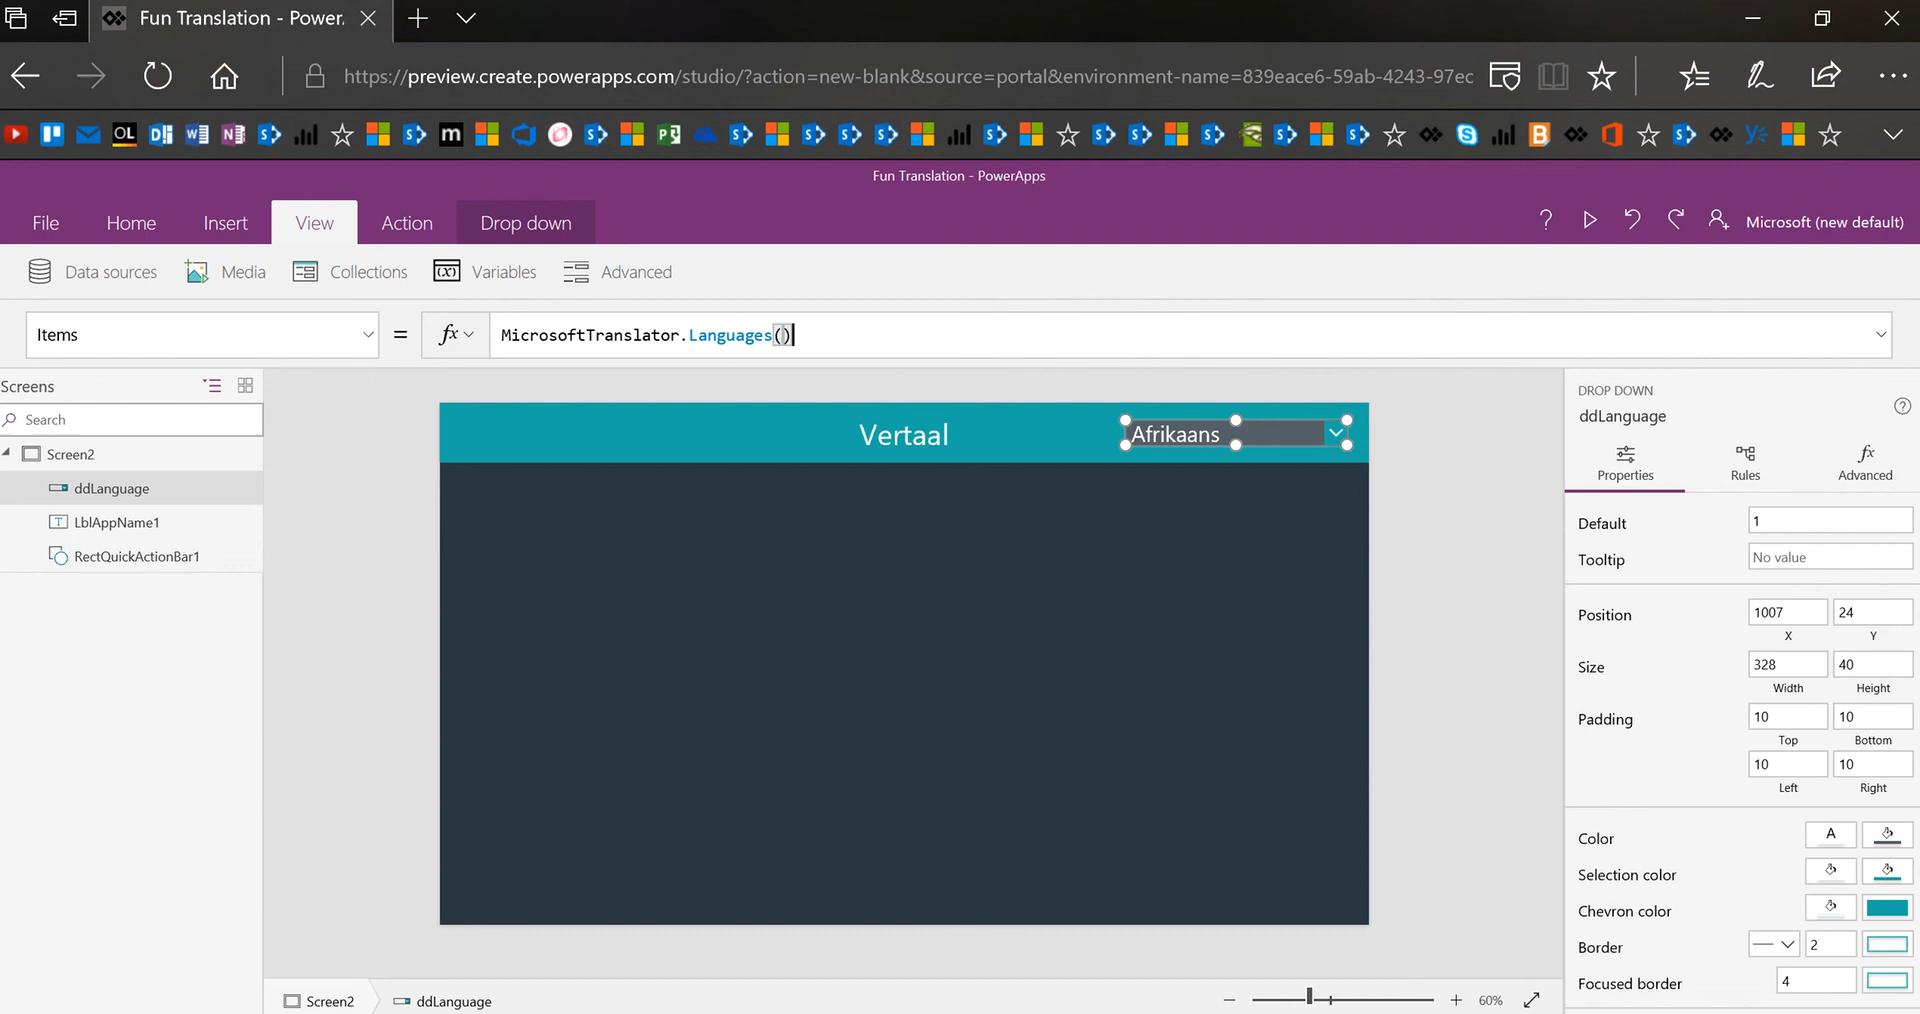 Fun Translation - Power.
https://preview.create.powerapps.com/studio/?action=new-blank&source=portal&environment-name=839eace6-59ab-4243-97ec
OL
m
Fun Translation - PowerApps
File Home Insert View Action Drop down
? Microsoft (new default)
Data sources Media Collections (x) Variables Advanced
Items = fx MicrosoftTranslator.Languages()
Screens
Search
Screen2
ddLanguage
LblAppName1
RectQuickActionBar1
Vertaal
Afrikaans
DROP DOWN
ddLanguage
Properties Rules Advanced
Default 1
Tooltip No value
Position 1007 24
X Y
Size 328 40
Width Height
Padding 10 10
Top Bottom
10 10
Left Right
Color A
Selection color
Chevron color
Border 2
Focused border 4
Screen2 ddLanguage
60%